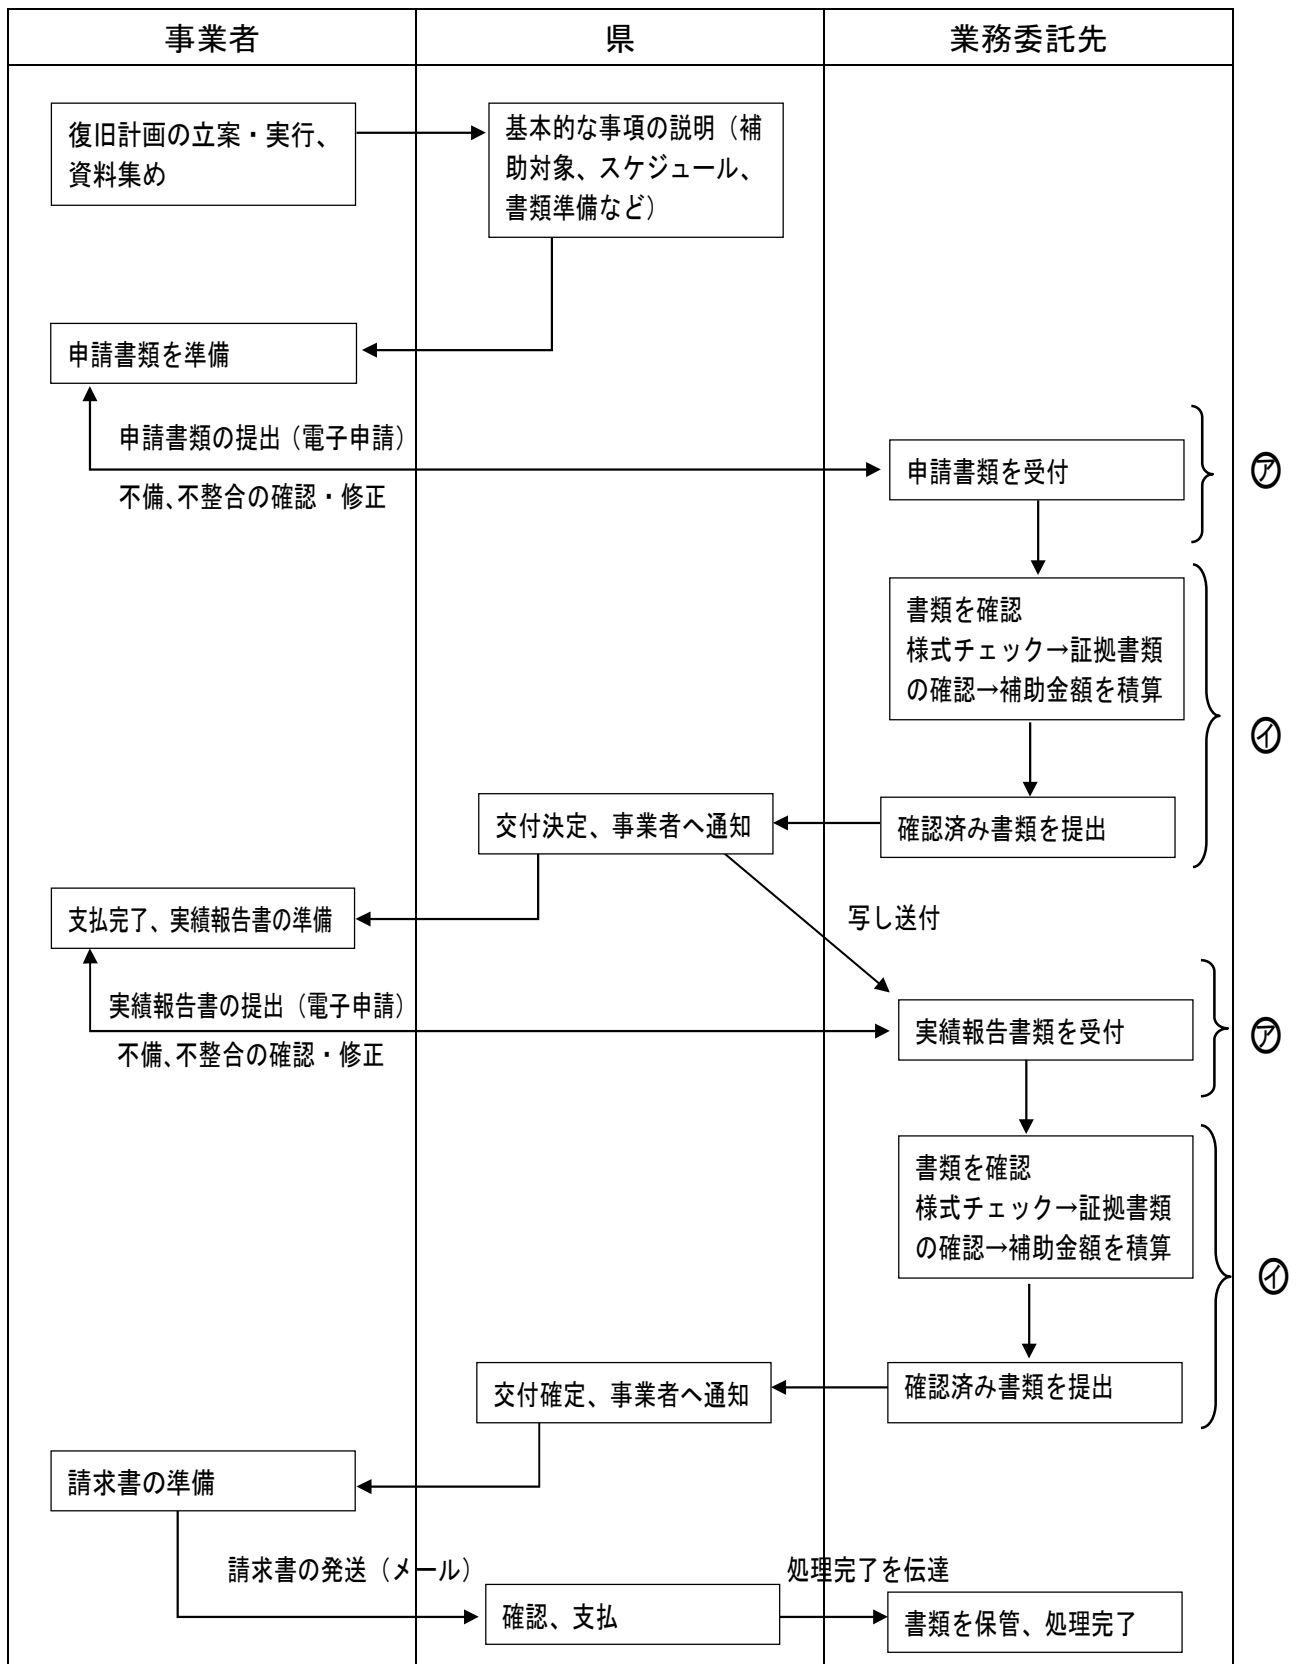 事業者
県
業務委託先
復旧計画の立案・実行、
資料集め
基本的な事項の説明（補
助対象、スケジュール、
書類準備など）
申請書類を準備
申請書類の提出（電子申請）
不備、不整合の確認・修正
申請書類を受付
㋐
書類を確認
様式チェック→証拠書類
の確認→補助金額を積算
㋑
確認済み書類を提出
交付決定、事業者へ通知
支払完了、実績報告書の準備
写し送付
実績報告書の提出（電子申請）
不備、不整合の確認・修正
実績報告書類を受付
㋐
書類を確認
様式チェック→証拠書類
の確認→補助金額を積算
㋑
確認済み書類を提出
交付確定、事業者へ通知
請求書の準備
請求書の発送（メール）
処理完了を伝達
確認、支払
書類を保管、処理完了